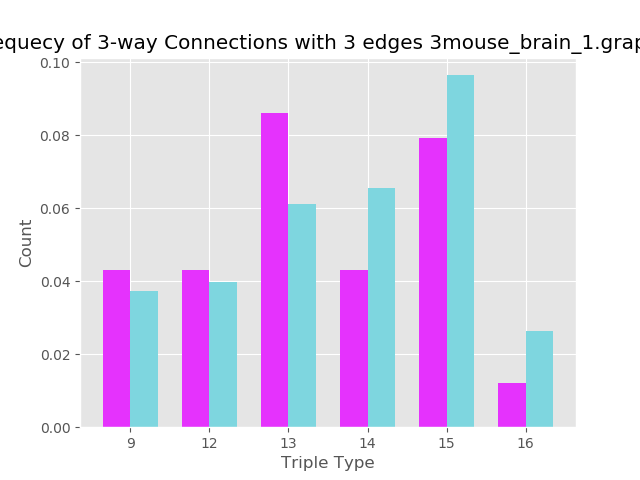 equecy of 3-way Connections with 3 edges 3mouse_brain_1.grap
0.10
0.08
0.06
0.04
0.02
0.00
Count
9 12 13 14 15 16
Triple Type